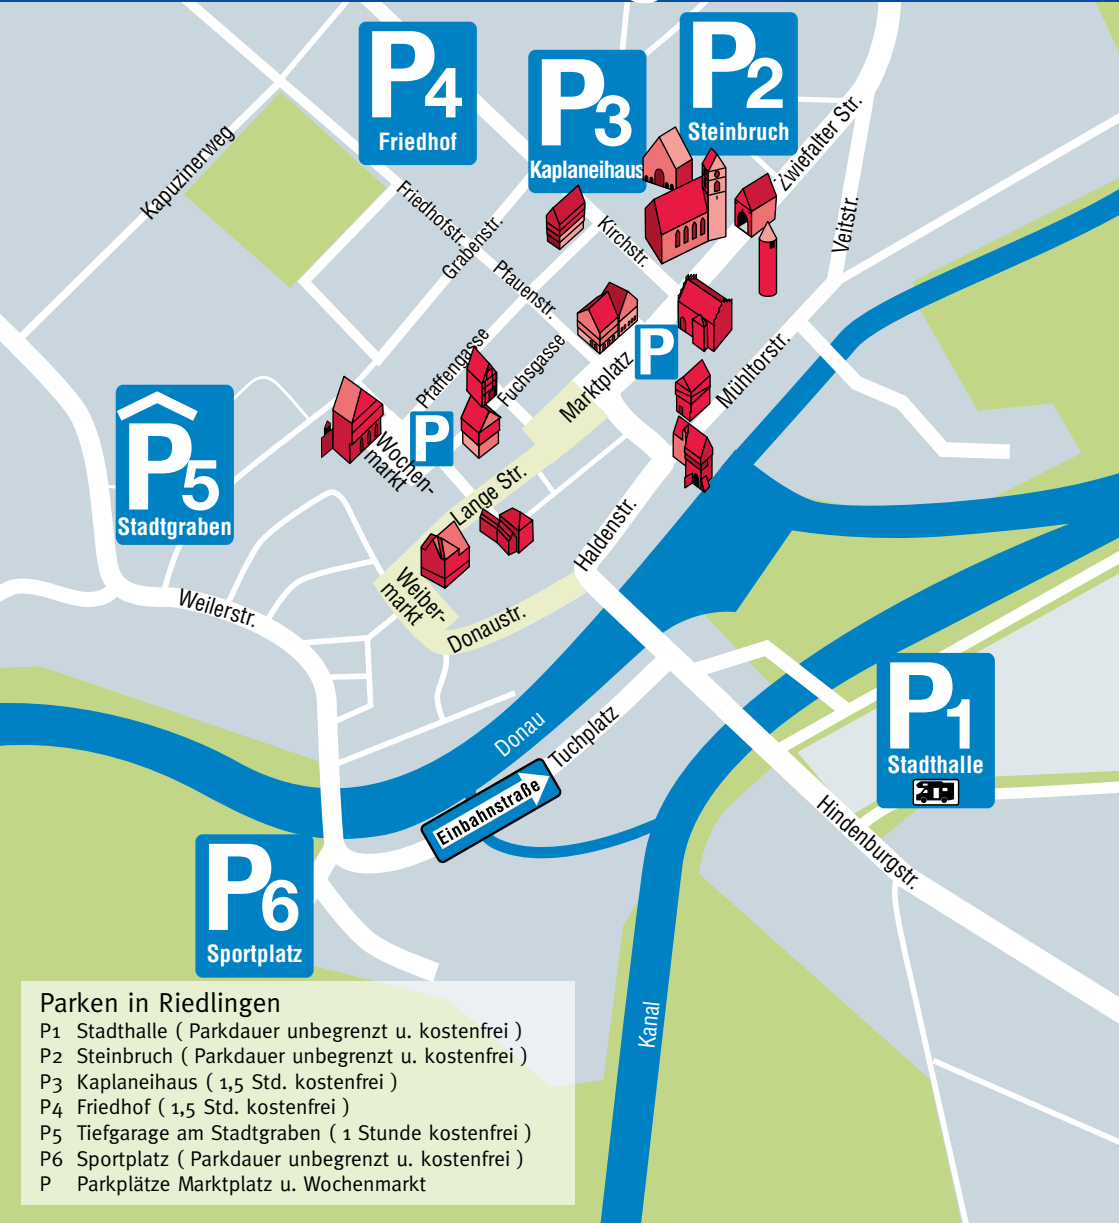 P4
Friedhof
P3
Kaplaneihaus
P2
Steinbruch
Kapuzinerweg
Friedhofstr.
Grabenstr.
Pfauenstr.
Kirchstr.
Zwiefalter Str.
Veitstr.
Pfaffengasse
Fuchsgasse
Marktplatz
P
Mühltorstr.
P5
Stadtgraben
P
Wochen-
markt
Lange Str.
Haldenstr.
Weiber-
markt
Donaustr.
Weilerstr.
Donau
Tuchplatz
Einbahnstraße
P1
Stadthalle
Hindenburgstr.
P6
Sportplatz
Kanal
Parken in Riedlingen
P1 Stadthalle ( Parkdauer unbegrenzt u. kostenfrei )
P2 Steinbruch ( Parkdauer unbegrenzt u. kostenfrei )
P3 Kaplaneihaus ( 1,5 Std. kostenfrei )
P4 Friedhof ( 1,5 Std. kostenfrei )
P5 Tiefgarage am Stadtgraben ( 1 Stunde kostenfrei )
P6 Sportplatz ( Parkdauer unbegrenzt u. kostenfrei )
P Parkplätze Marktplatz u. Wochenmarkt